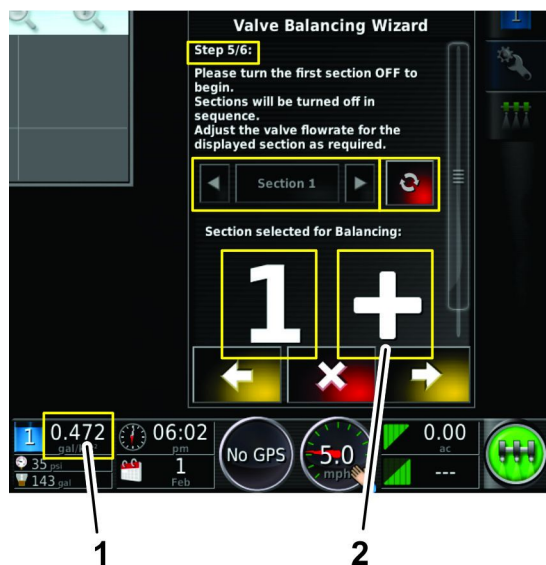 Valve Balancing Wizard
1
Step 5/6:
Please turn the first section OFF to
begin.
Sections will be turned off in
sequence.
Adjust the valve flowrate for the
displayed section as required.
Section 1
Section selected for Balancing:
1
1 0.472 06:02 0.00
pm ac
35 psi
143 gal
1
Feb
No GPS
5.0
mph
---
1 2